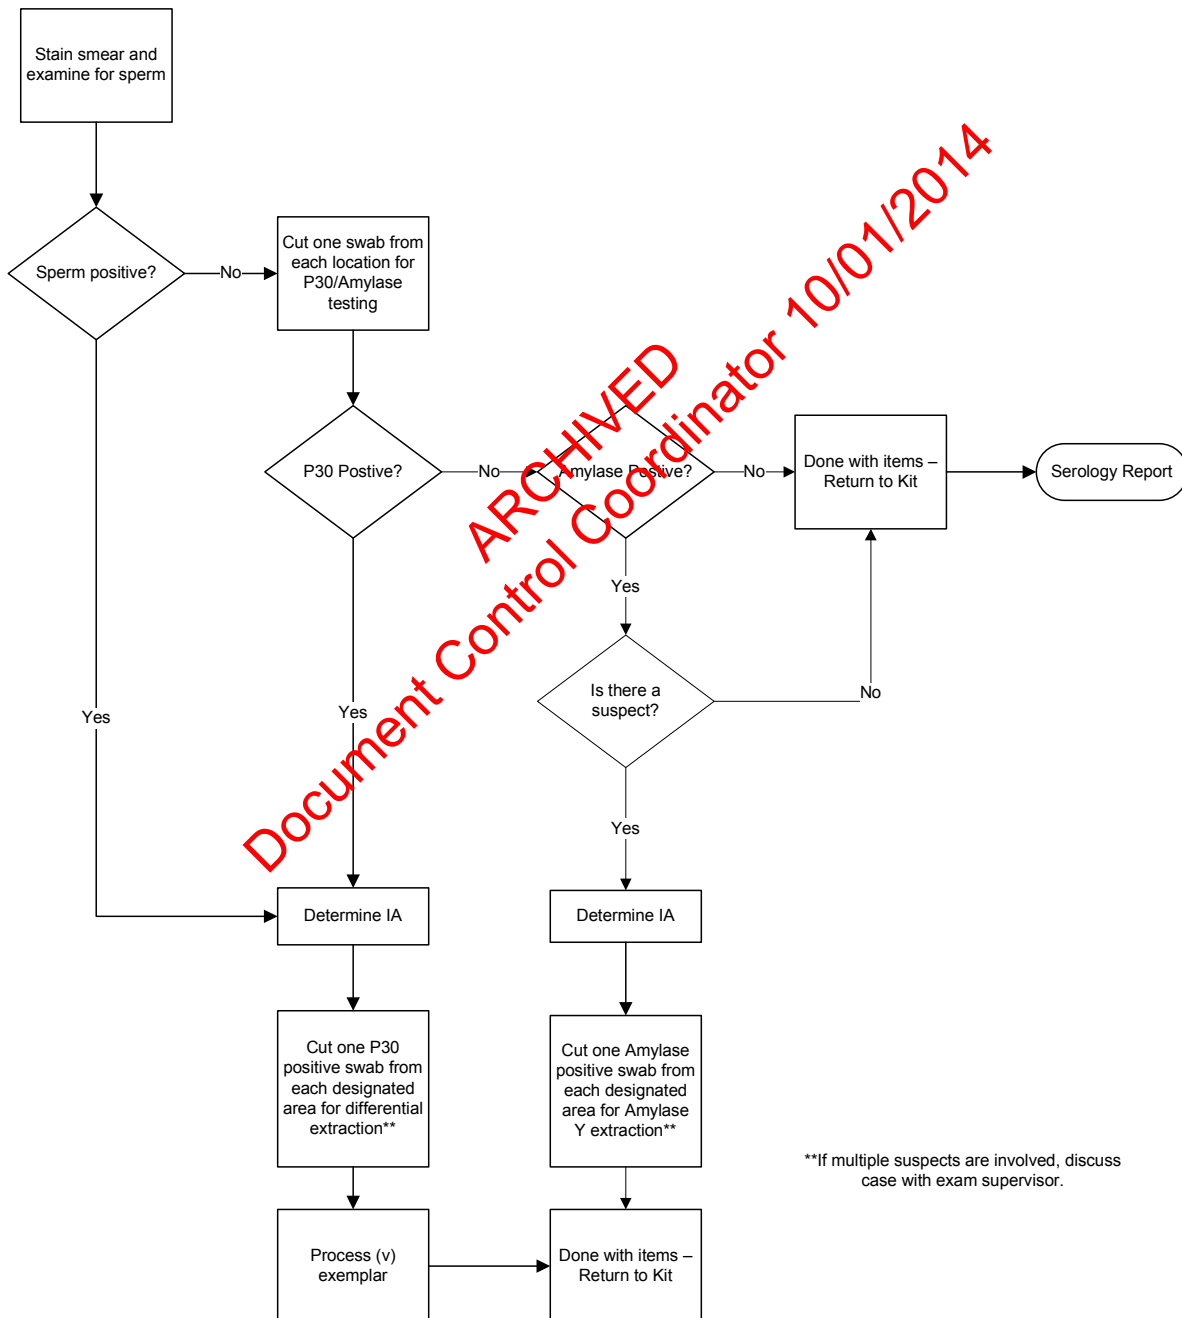 Stain smear and
examine for sperm
Sperm positive?
No
Cut one swab from
each location for
P30/Amylase
testing
P30 Postive?
No
Amylase Postive?
No
Done with items –
Return to Kit
Serology Report
Yes
Is there a
suspect?
No
Yes
Yes
Yes
Determine IA
Determine IA
Cut one P30
positive swab from
each designated
area for differential
extraction**
Cut one Amylase
positive swab from
each designated
area for Amylase
Y extraction**
**If multiple suspects are involved, discuss
case with exam supervisor.
Process (v)
exemplar
Done with items –
Return to Kit
ARCHIVED
Document Control Coordinator 10/01/2014